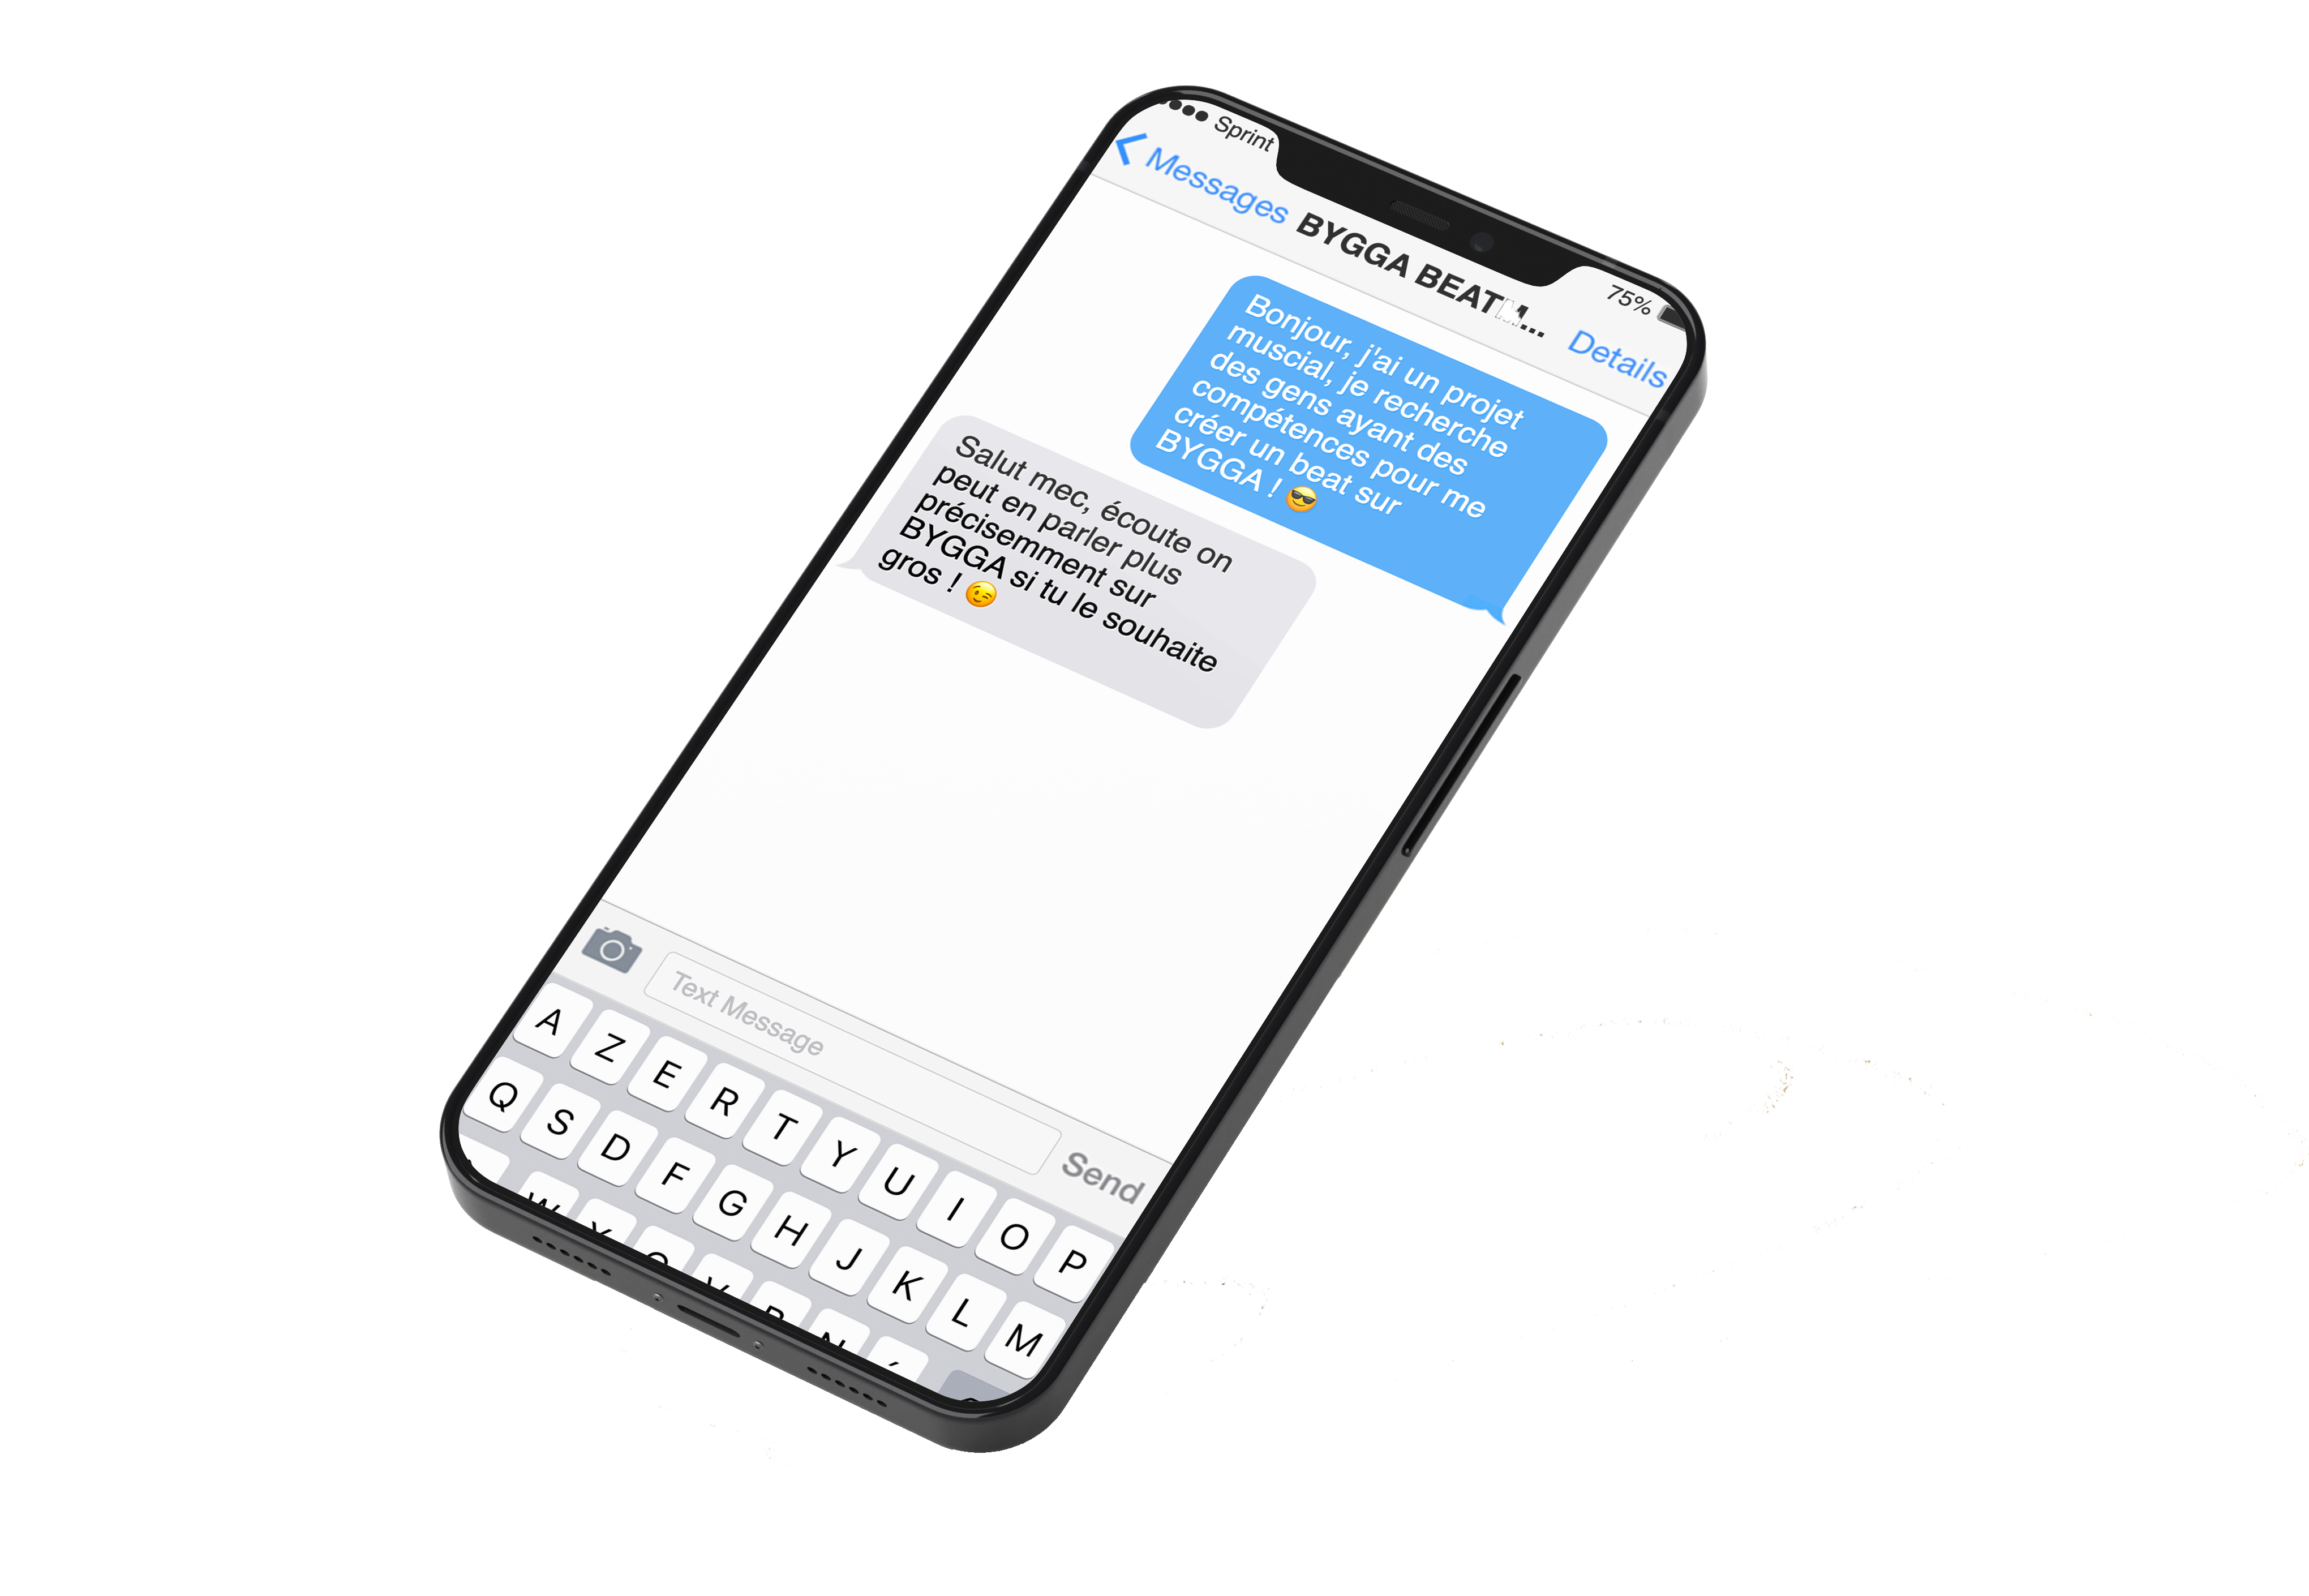 Sprint
75%
Messages
BYGGA BEAT
Details
Bonjour, j'ai un projet
muscial, je recherche
des gens ayant des
compétences pour me
créer un beat sur
BYGGA ! 😎
Salut mec, écoute on
peut en parler plus
précisemment sur
BYGGA si tu le souhaite
gros ! 😉
Text Message
Send
A Z E R T Y U I O P
Q S D F G H J K L M